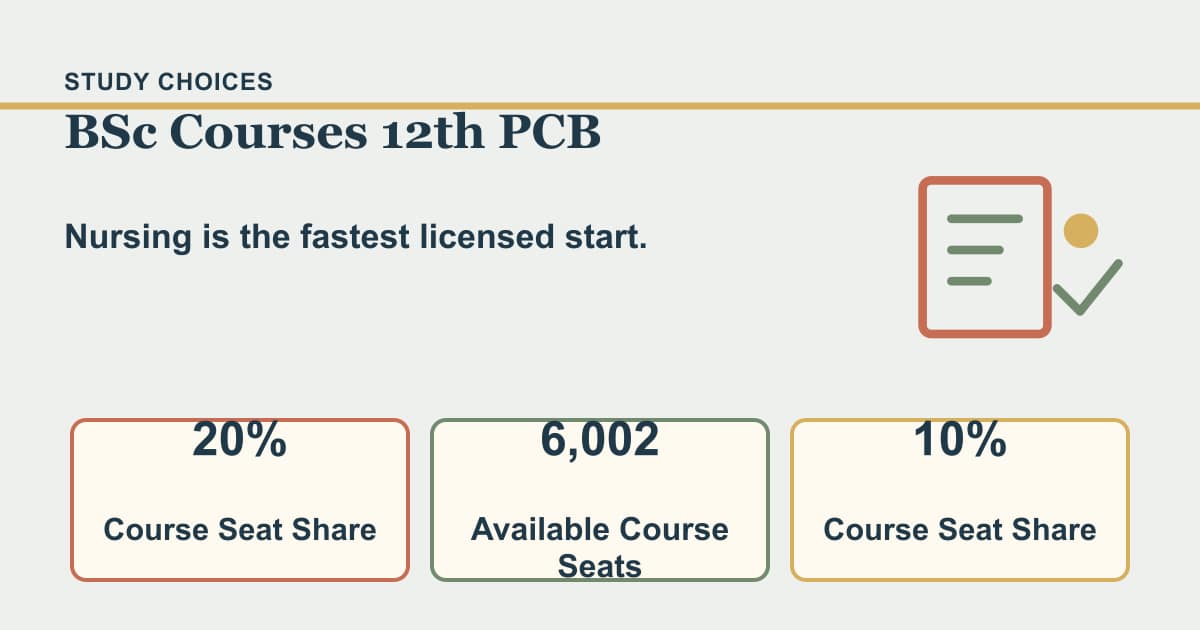 STUDY CHOICES
BSc Courses 12th PCB
Nursing is the fastest licensed start.
20%
Course Seat Share
6,002
Available Course
Seats
10%
Course Seat Share